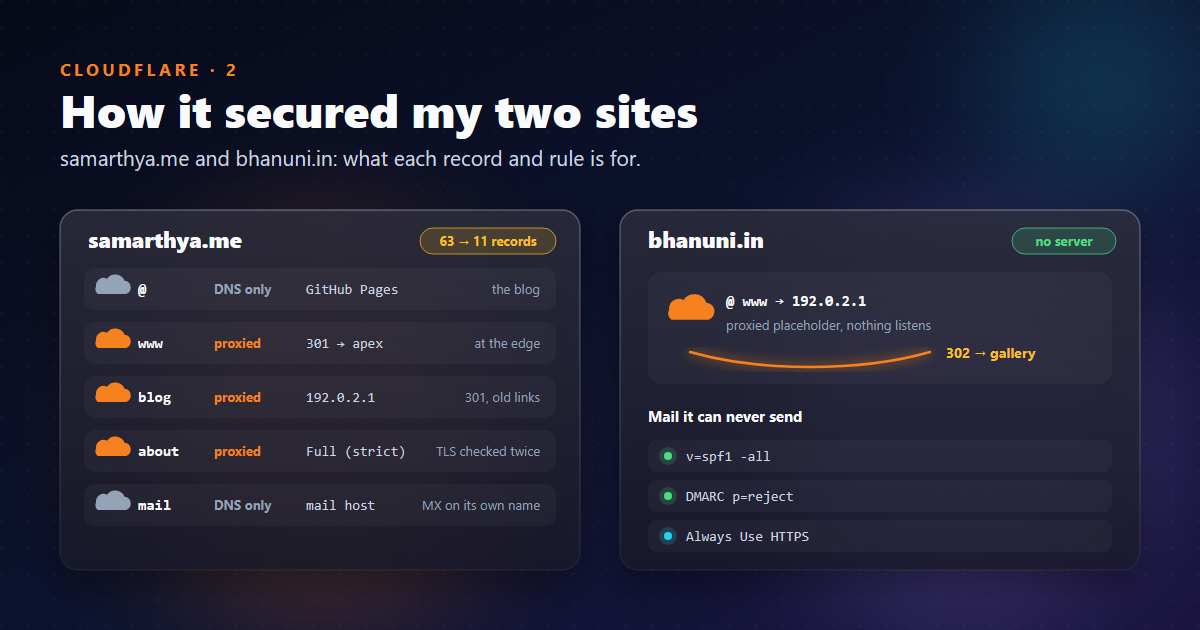 CLOUDFLARE · 2
How it secured my two sites
samarthya.me and bhanuni.in: what each record and rule is for.
samarthya.me
63 → 11 records
@ DNS only GitHub Pages the blog
www proxied 301 → apex at the edge
blog proxied 192.0.2.1 301, old links
about proxied Full (strict) TLS checked twice
mail DNS only mail host MX on its own name
bhanuni.in
no server
@ www → 192.0.2.1
proxied placeholder, nothing listens
302 → gallery
Mail it can never send
v=spf1 -all
DMARC p=reject
Always Use HTTPS